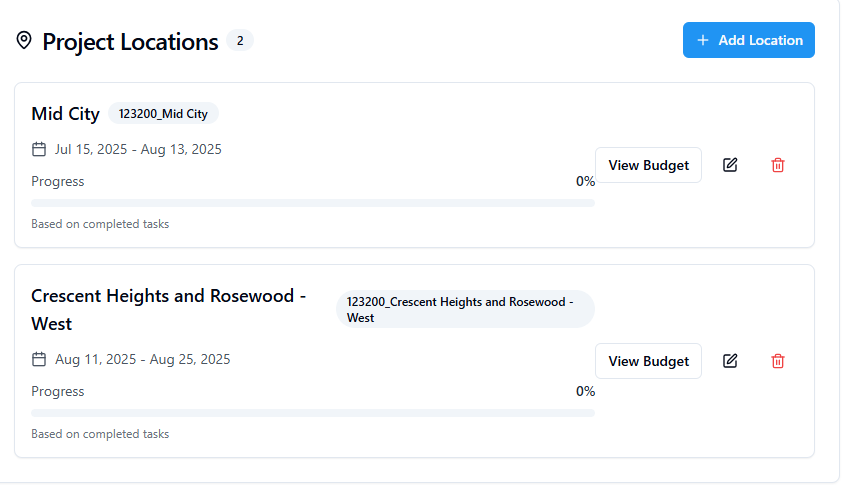 Project Locations 2
+ Add Location
Mid City 123200_Mid City
Jul 15, 2025 - Aug 13, 2025
Progress 0%
Based on completed tasks
View Budget
Crescent Heights and Rosewood -
West
123200_Crescent Heights and Rosewood -
West
Aug 11, 2025 - Aug 25, 2025
Progress 0%
Based on completed tasks
View Budget